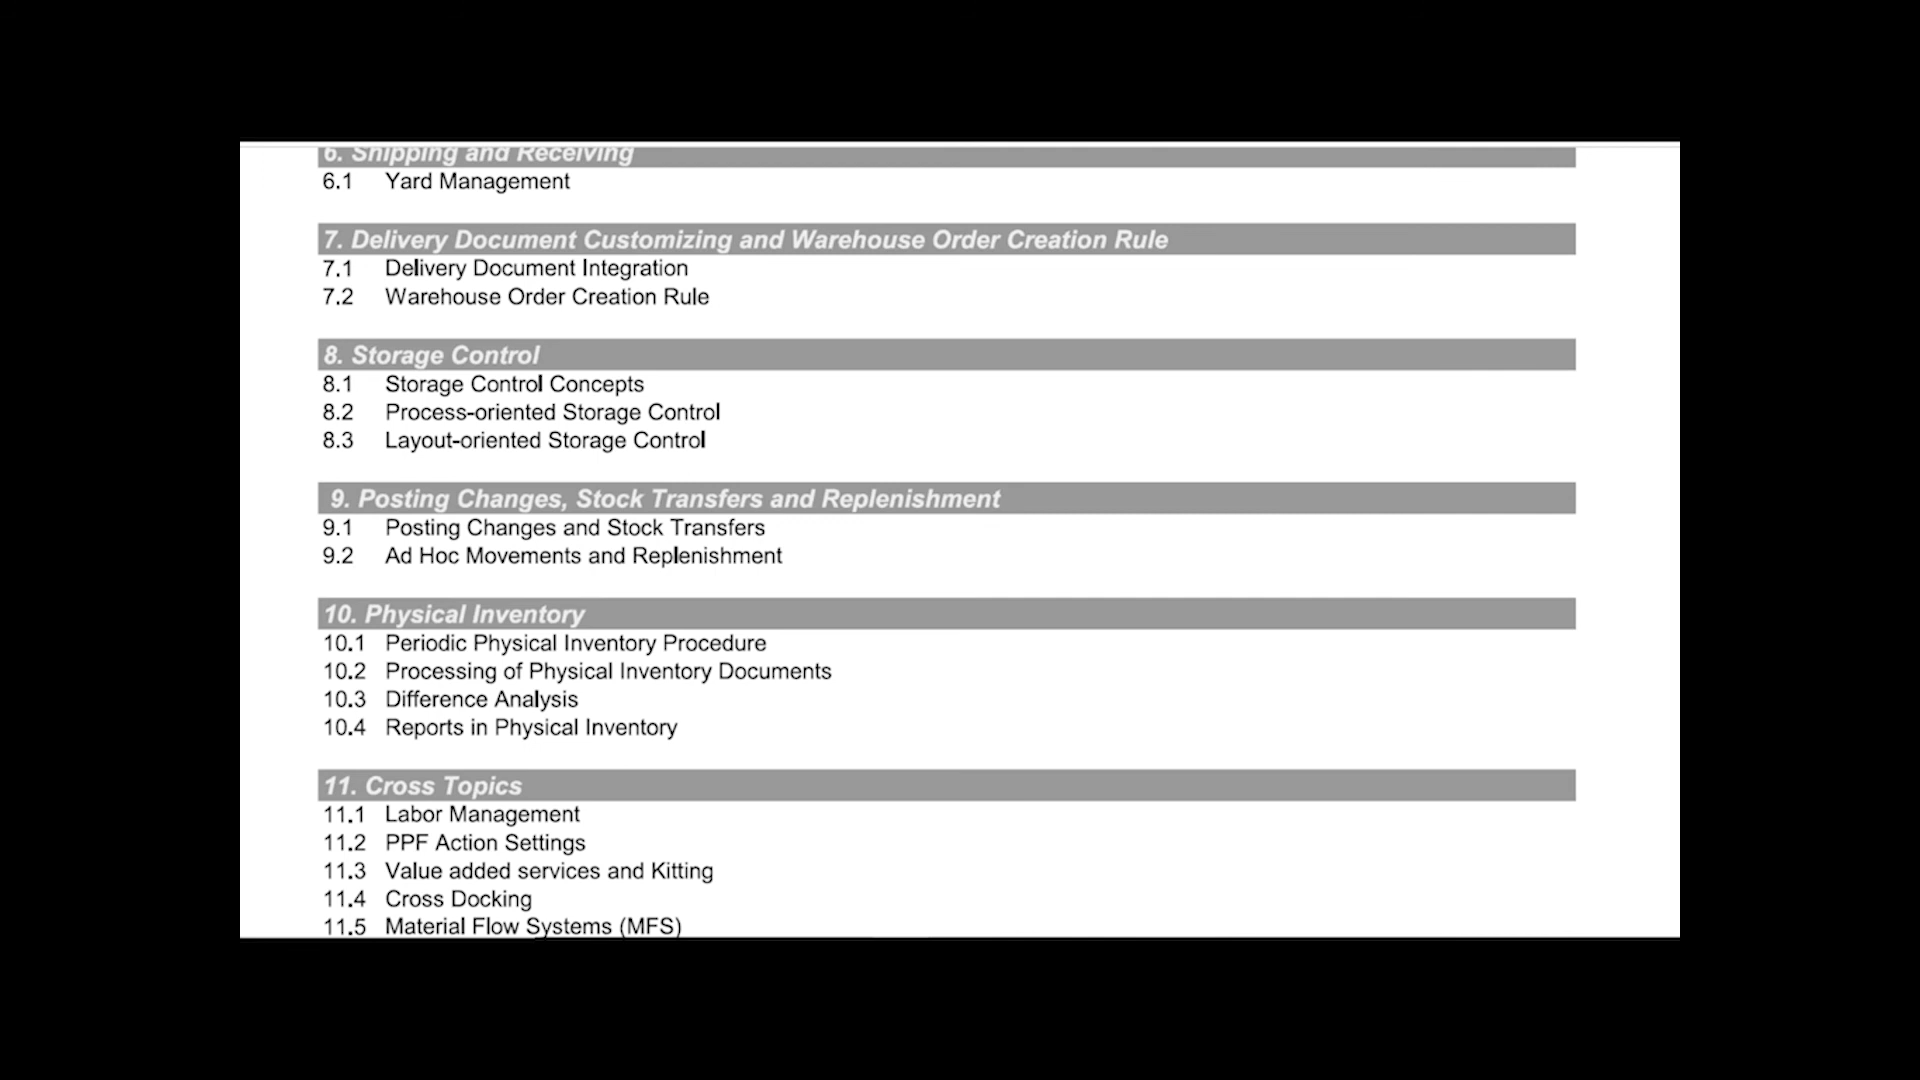 6. Shipping and Receiving
6.1 Yard Management
7. Delivery Document Customizing and Warehouse Order Creation Rule
7.1 Delivery Document Integration
7.2 Warehouse Order Creation Rule
8. Storage Control
8.1 Storage Control Concepts
8.2 Process-oriented Storage Control
8.3 Layout-oriented Storage Control
9. Posting Changes, Stock Transfers and Replenishment
9.1 Posting Changes and Stock Transfers
9.2 Ad Hoc Movements and Replenishment
10. Physical Inventory
10.1 Periodic Physical Inventory Procedure
10.2 Processing of Physical Inventory Documents
10.3 Difference Analysis
10.4 Reports in Physical Inventory
11. Cross Topics
11.1 Labor Management
11.2 PPF Action Settings
11.3 Value added services and Kitting
11.4 Cross Docking
11.5 Material Flow Systems (MFS)